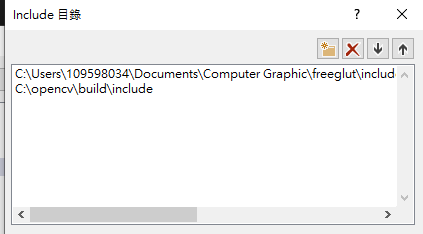 Include 目錄
C:\Users\109598034\Documents\Computer Graphic\freeglut\includ
C:\opencv\build\include